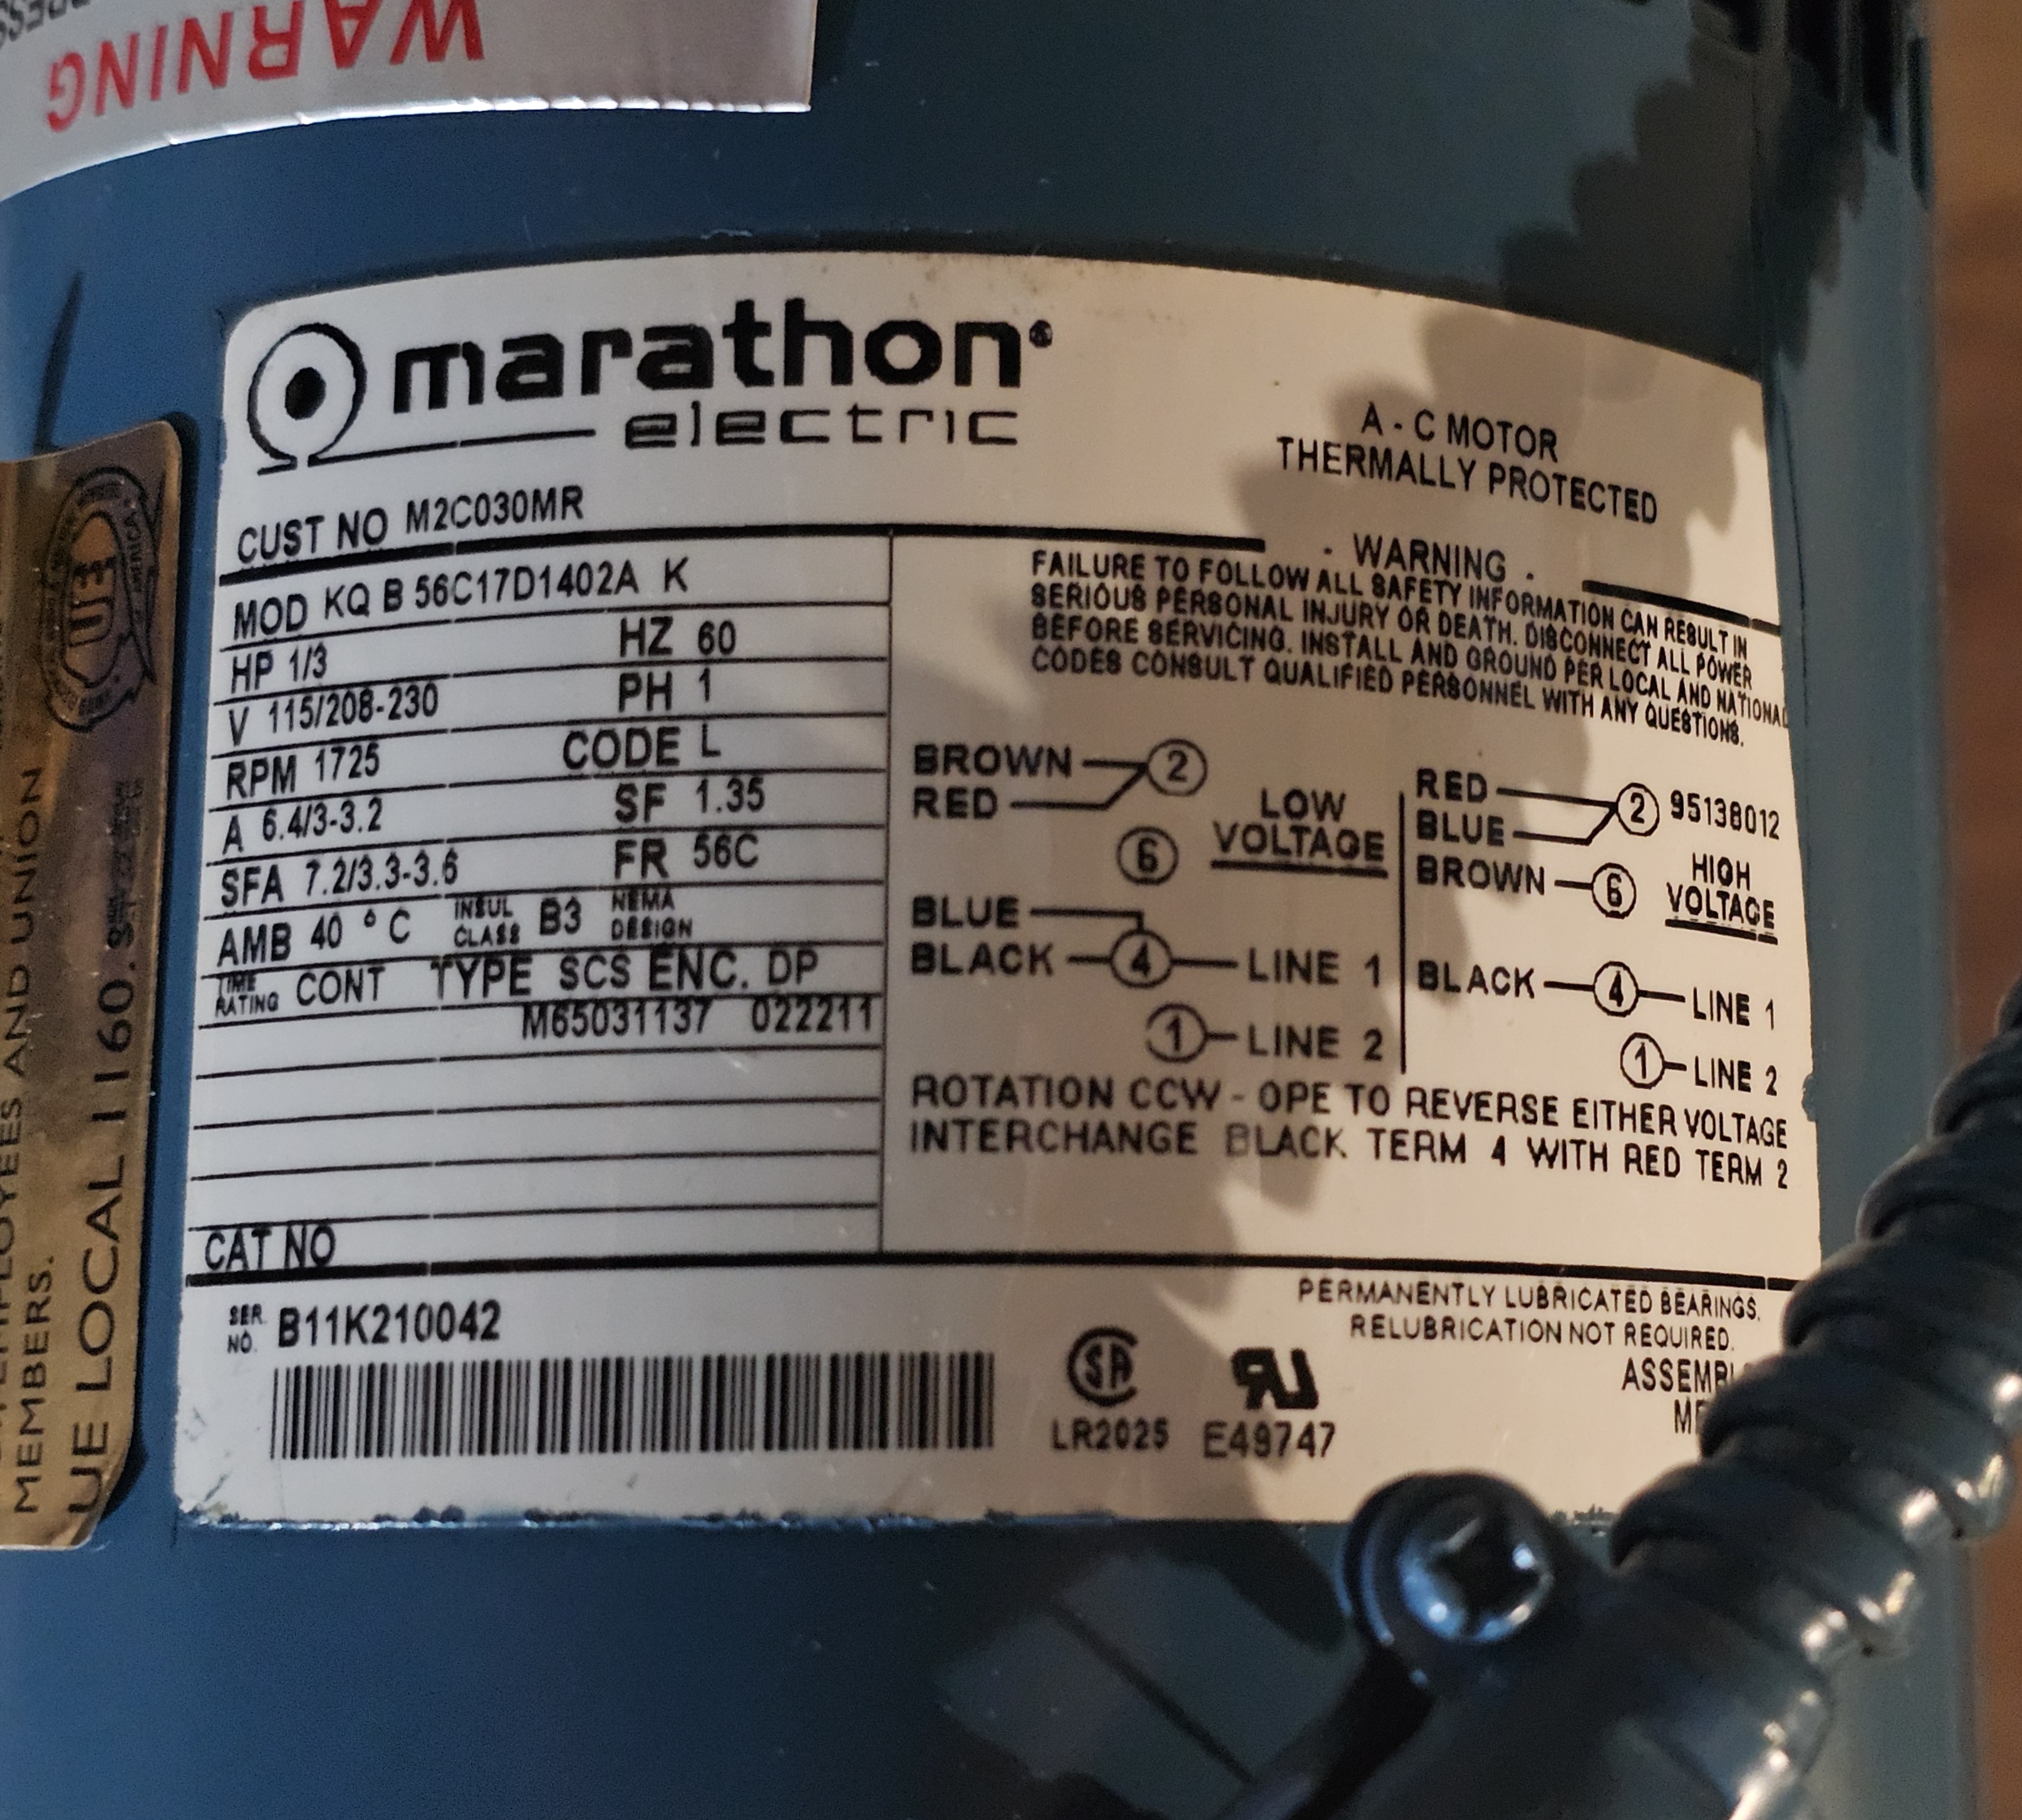 WARNING
marathon®
electric
A - C MOTOR
THERMALLY PROTECTED
CUST NO M2C030MR
MOD KQ B 56C17D1402A K
HP 1/3 HZ 60
V 115/208-230 PH 1
RPM 1725 CODE L
A 6.4/3-3.2 SF 1.35
SFA 7.2/3.3-3.6 FR 56C
AMB 40 °C INSUL CLASS B3 NEMA DESIGN
TIME RATING CONT TYPE SCS ENC. DP
M65031137 022211
CAT NO
- WARNING -
FAILURE TO FOLLOW ALL SAFETY INFORMATION CAN RESULT IN
SERIOUS PERSONAL INJURY OR DEATH. DISCONNECT ALL POWER
BEFORE SERVICING. INSTALL AND GROUND PER LOCAL AND NATIONAL
CODES CONSULT QUALIFIED PERSONNEL WITH ANY QUESTIONS.
BROWN 2
RED
6
LOW
VOLTAGE
BLUE
BLACK 4 LINE 1
1 LINE 2
RED 2 95138012
BLUE
BROWN 6
HIGH
VOLTAGE
BLACK 4 LINE 1
1 LINE 2
ROTATION CCW - OPE TO REVERSE EITHER VOLTAGE
INTERCHANGE BLACK TERM 4 WITH RED TERM 2
SER. NO. B11K210042
LR2025
E49747
PERMANENTLY LUBRICATED BEARINGS.
RELUBRICATION NOT REQUIRED.
EMPLOYEES AND UNION
MEMBERS.
UE LOCAL 1160.
UE
AMERICA